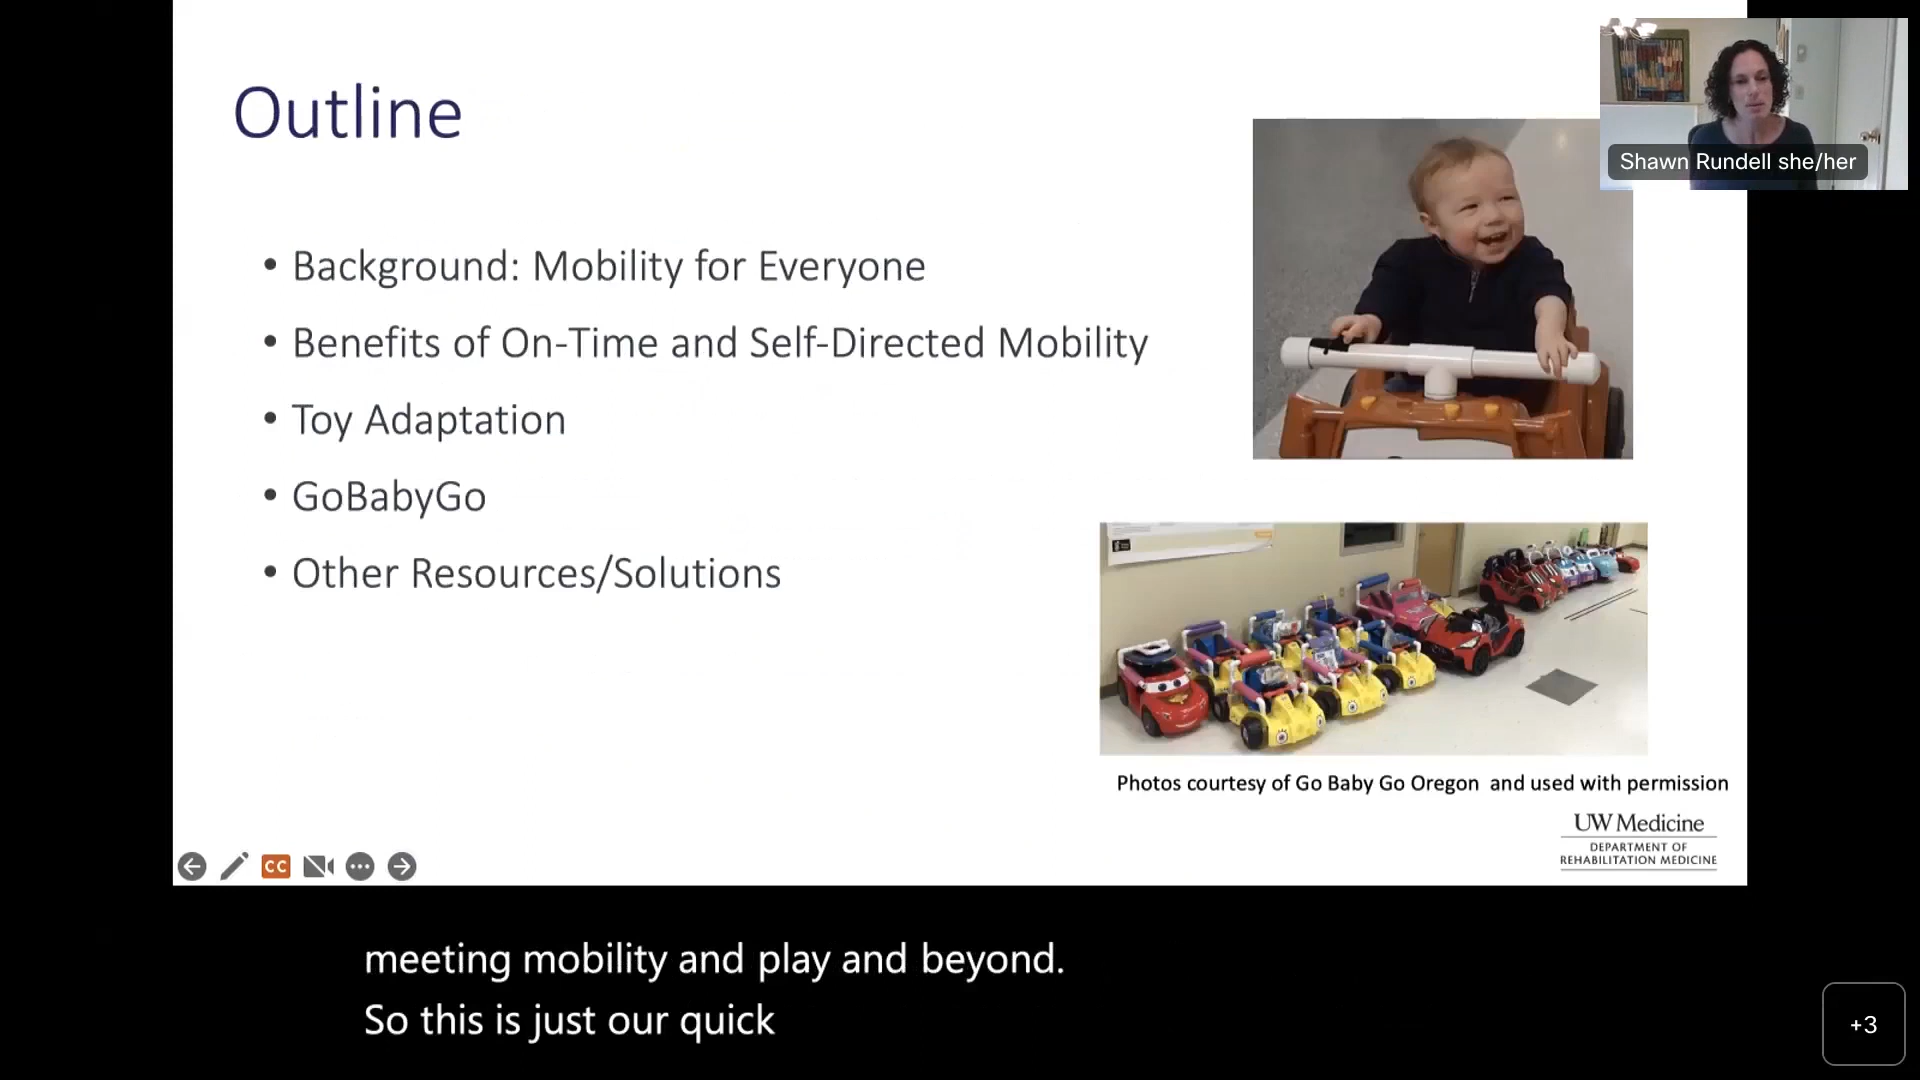 Outline
• Background: Mobility for Everyone
• Benefits of On-Time and Self-Directed Mobility
• Toy Adaptation
• GoBabyGo
• Other Resources/Solutions
Shawn Rundell she/her
Photos courtesy of Go Baby Go Oregon and used with permission
UW Medicine
DEPARTMENT OF
REHABILITATION MEDICINE
CC
meeting mobility and play and beyond.
So this is just our quick
+3